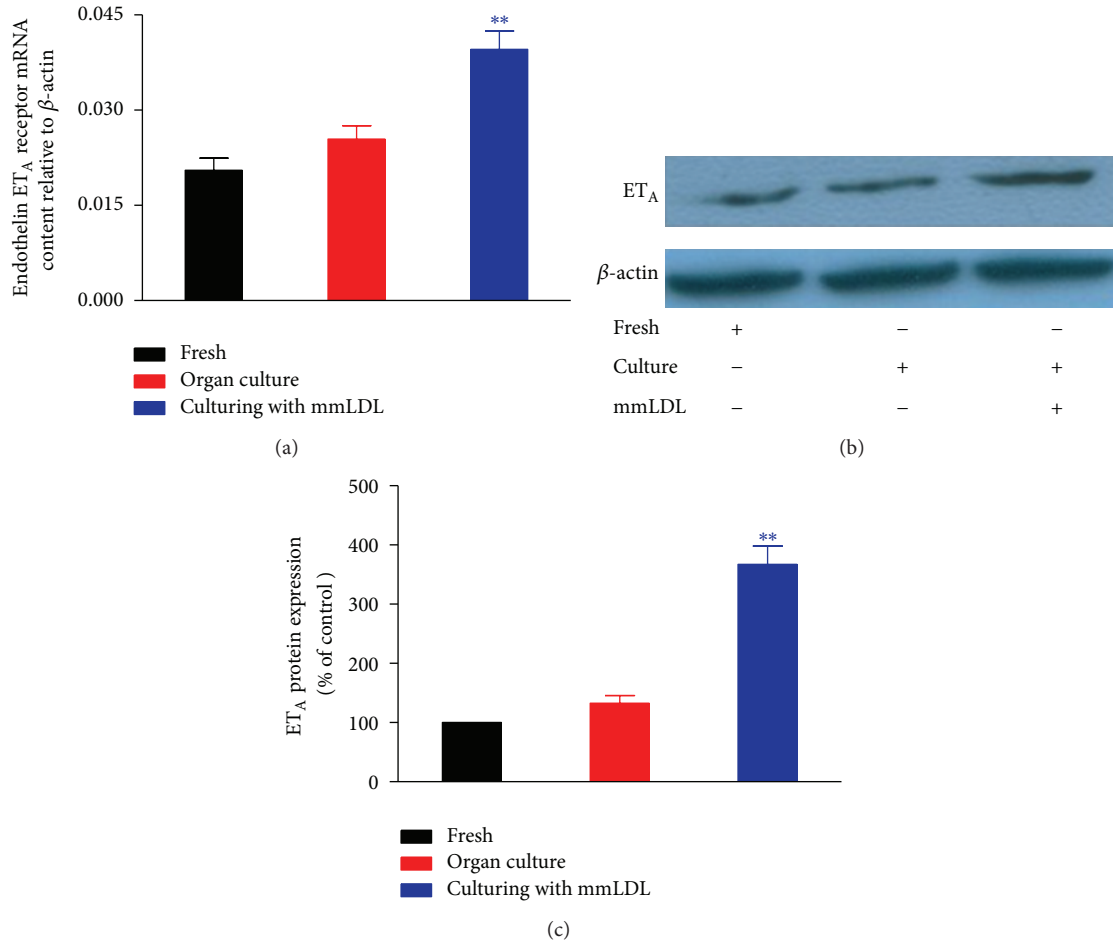 Endothelin ETA receptor mRNA
content relative to β-actin
0.045
0.030
0.015
0.000
**
Fresh
Organ culture
Culturing with mmLDL
(a)
ETA
β-actin
Fresh + − −
Culture − + +
mmLDL − − +
(b)
ETA protein expression
(% of control )
500
400
300
200
100
0
**
Fresh
Organ culture
Culturing with mmLDL
(c)